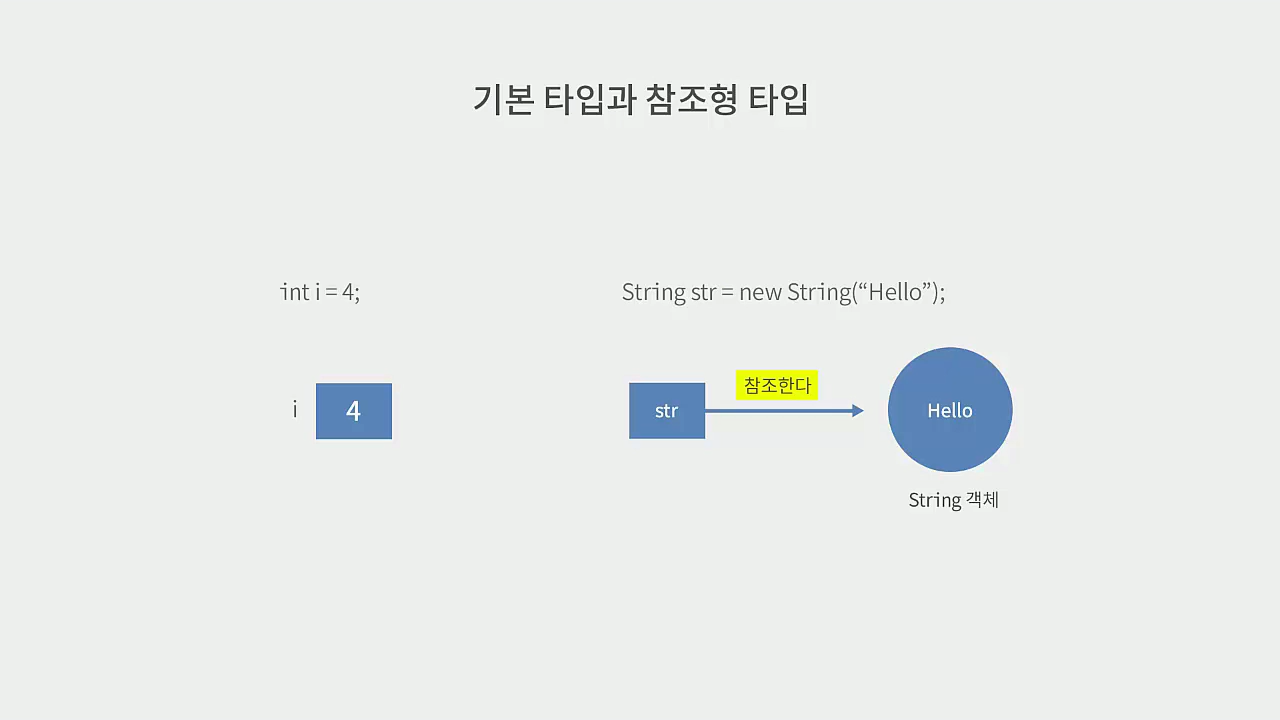 기본 타입과 참조형 타입
int i = 4;
String str = new String(“Hello”);
i
4
str
참조한다
Hello
String 객체